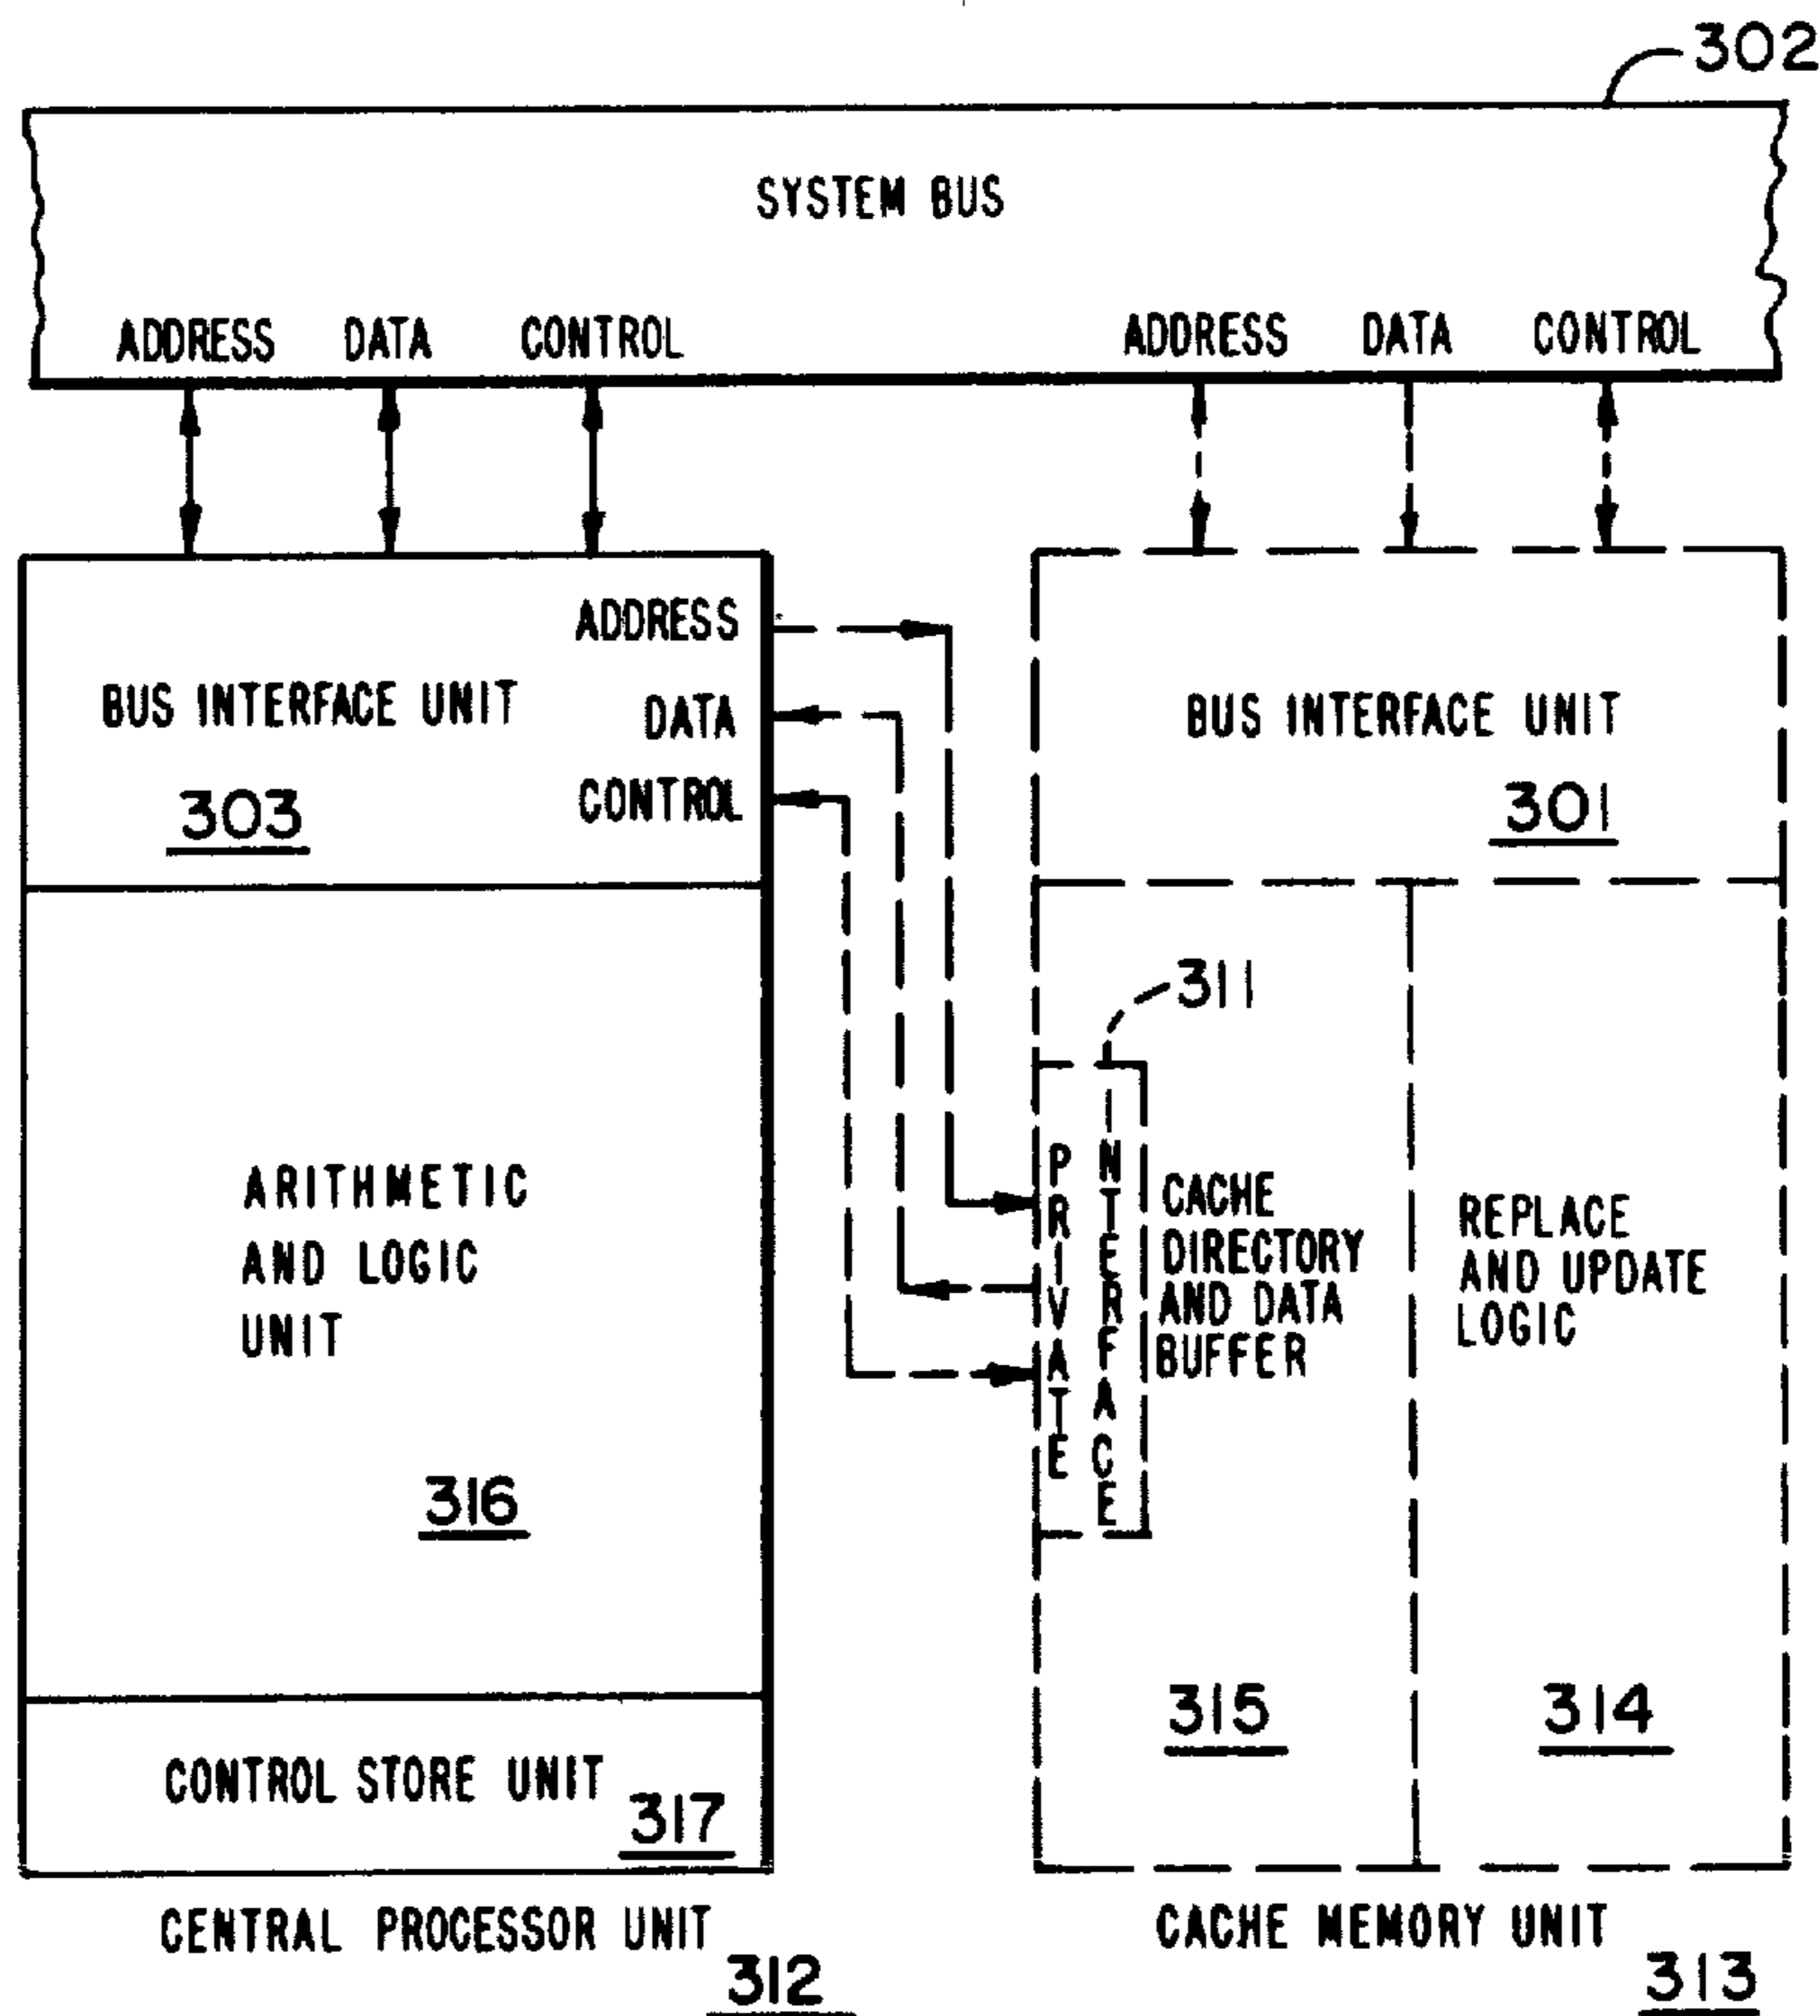 302
SYSTEM BUS
ADDRESS DATA CONTROL
ADDRESS DATA CONTROL
ADDRESS
DATA
CONTROL
BUS INTERFACE UNIT
303
BUS INTERFACE UNIT
301
311
ARITHMETIC
AND LOGIC
UNIT
316
PRIVATE
INTERFACE
CACHE
DIRECTORY
AND DATA
BUFFER
315
REPLACE
AND UPDATE
LOGIC
314
CONTROL STORE UNIT
317
CENTRAL PROCESSOR UNIT
312
CACHE MEMORY UNIT
313